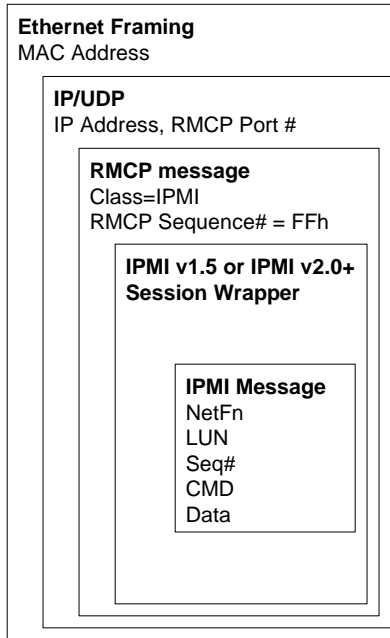 Ethernet Framing
MAC Address
IP/UDP
IP Address, RMCP Port #
RMCP message
Class=IPMI
RMCP Sequence# = FFh
IPMI v1.5 or IPMI v2.0+
Session Wrapper
IPMI Message
NetFn
LUN
Seq#
CMD
Data